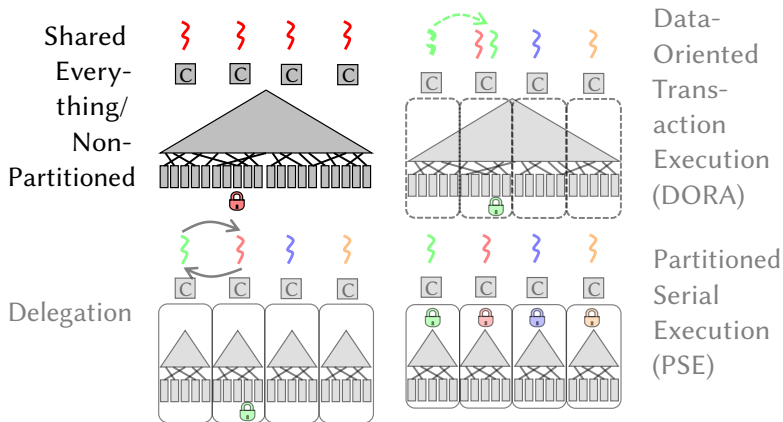 Shared
Every-
thing/
Non-
Partitioned
C C C C
Data-
Oriented
Trans-
action
Execution
(DORA)
C C C C
Delegation
C C C C
Partitioned
Serial
Execution
(PSE)
C C C C